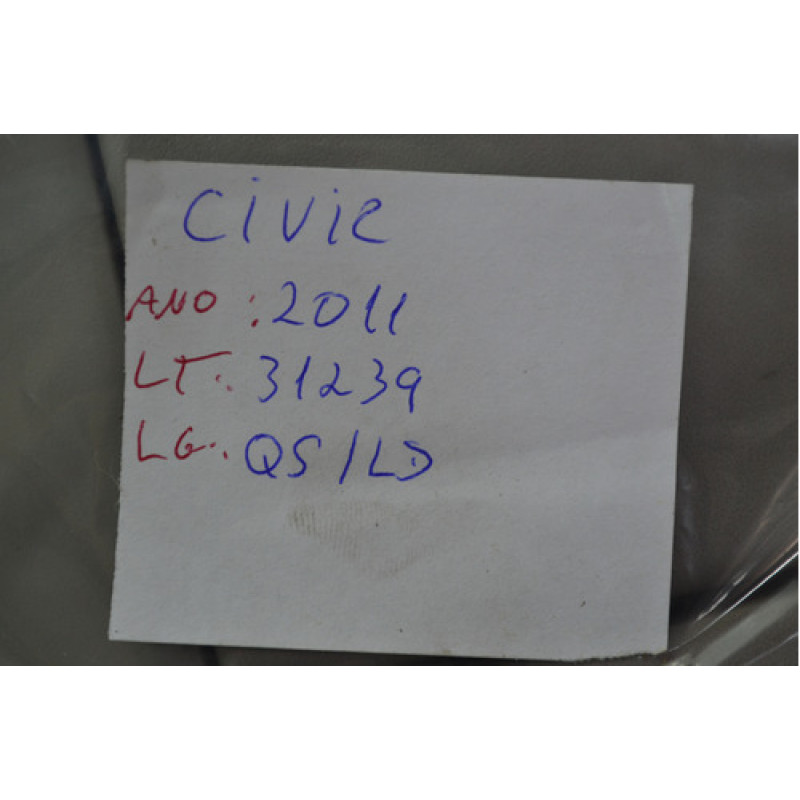 CIVIC
ANO: 2011
LT: 31239
LG: QS/LD